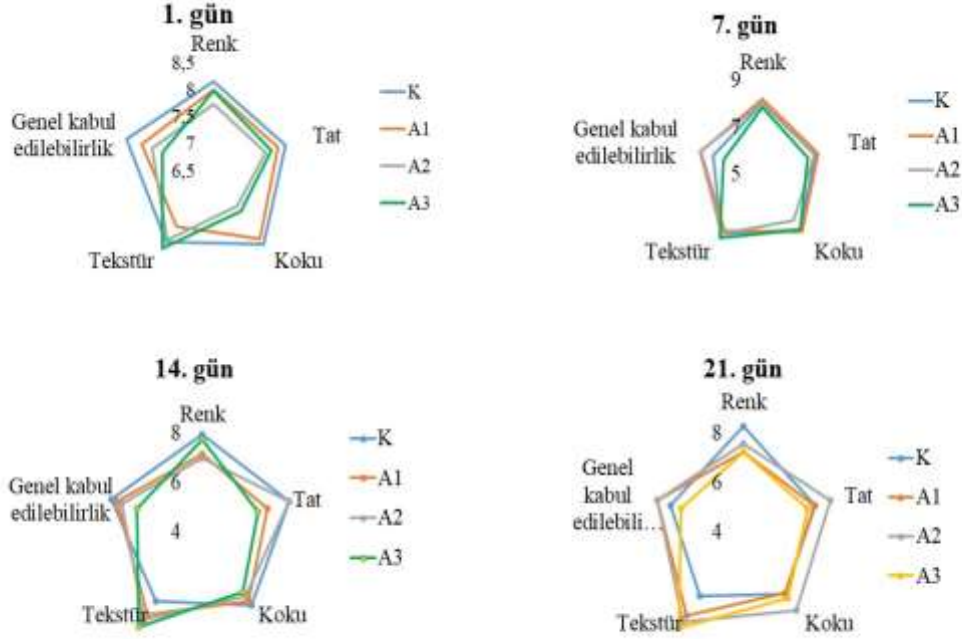 1. gün
Renk
8,5
8
7,5
7
6,5
Genel kabul
edilebilirlik
Tat
Tekstür
Koku
K
A1
A2
A3
7. gün
Renk
9
7
5
Genel kabul
edilebilirlik
Tat
Tekstür
Koku
K
A1
A2
A3
14. gün
Renk
8
6
4
Genel kabul
edilebilirlik
Tat
Tekstür
Koku
K
A1
A2
A3
21. gün
Renk
8
6
4
Genel
kabul
edilebili…
Tat
Tekstür
Koku
K
A1
A2
A3